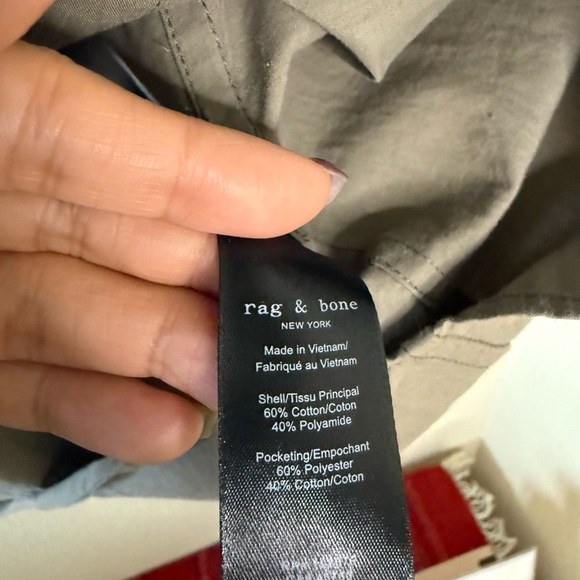 rag & bone
NEW YORK
Made in Vietnam/
Fabriqué au Vietnam
Shell/Tissu Principal
60% Cotton/Coton
40% Polyamide
Pocketing/Empochant
60% Polyester
40% Cotton/Coton